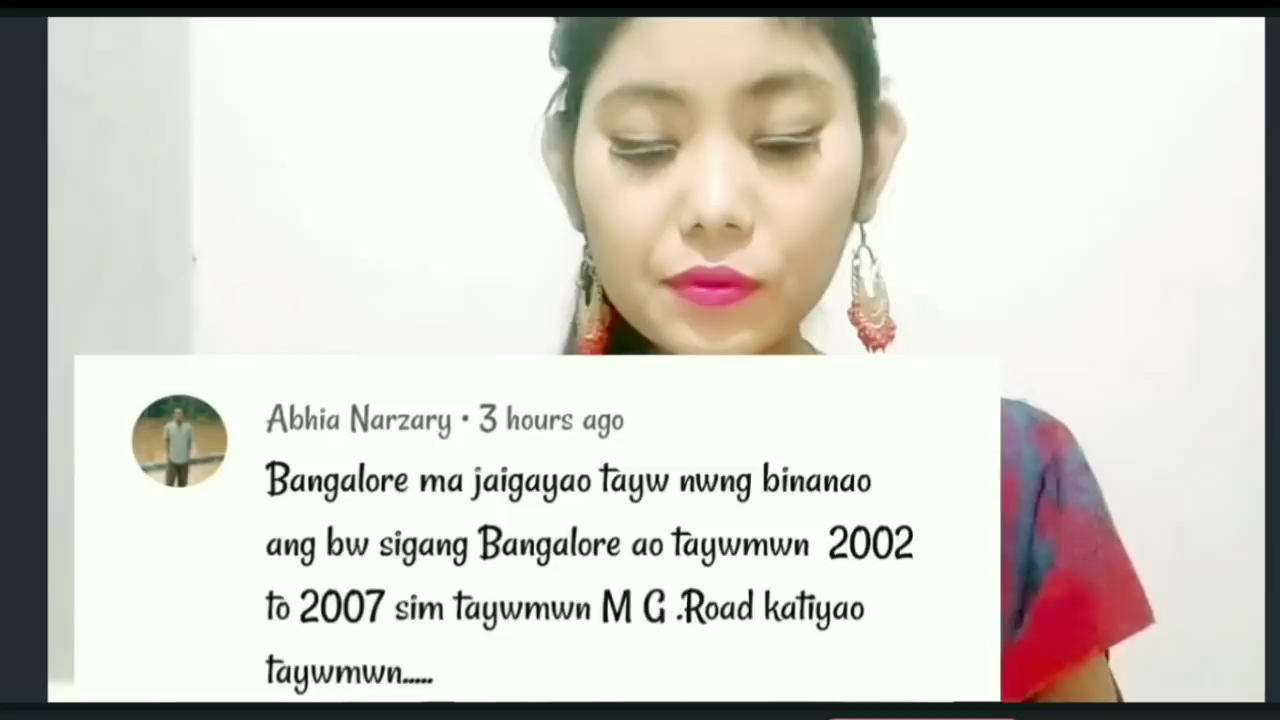 Abhia Narzary • 3 hours ago
Bangalore ma jaigayao tayw nwng binanao
ang bw sigang Bangalore ao taywmwn 2002
to 2007 sim taywmwn M G .Road katiyao
taywmwn.....